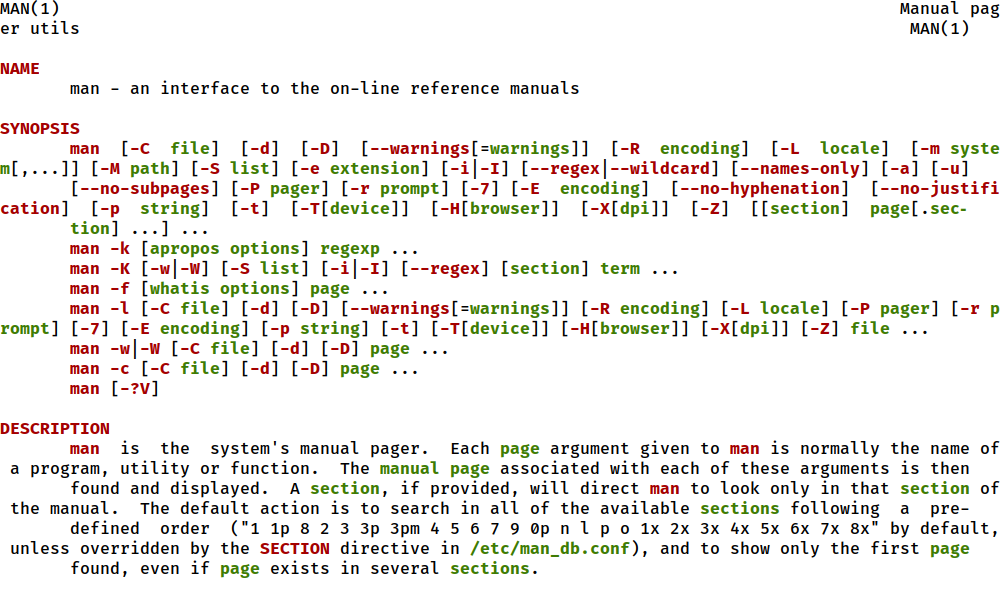 MAN(1) Manual pag
er utils MAN(1)
NAME
man - an interface to the on-line reference manuals
SYNOPSIS
man [-C file] [-d] [-D] [--warnings[=warnings]] [-R encoding] [-L locale] [-m syste
m[,...]] [-M path] [-S list] [-e extension] [-i|-I] [--regex|--wildcard] [--names-only] [-a] [-u]
[--no-subpages] [-P pager] [-r prompt] [-7] [-E encoding] [--no-hyphenation] [--no-justifi
cation] [-p string] [-t] [-T[device]] [-H[browser]] [-X[dpi]] [-Z] [[section] page[.sec-
tion] ...] ...
man -k [apropos options] regexp ...
man -K [-w|-W] [-S list] [-i|-I] [--regex] [section] term ...
man -f [whatis options] page ...
man -l [-C file] [-d] [-D] [--warnings[=warnings]] [-R encoding] [-L locale] [-P pager] [-r p
rompt] [-7] [-E encoding] [-p string] [-t] [-T[device]] [-H[browser]] [-X[dpi]] [-Z] file ...
man -w|-W [-C file] [-d] [-D] page ...
man -c [-C file] [-d] [-D] page ...
man [-?V]
DESCRIPTION
man is the system's manual pager. Each page argument given to man is normally the name of
a program, utility or function. The manual page associated with each of these arguments is then
found and displayed. A section, if provided, will direct man to look only in that section of
the manual. The default action is to search in all of the available sections following a pre-
defined order ("1 1p 8 2 3 3p 3pm 4 5 6 7 9 0p n l p o 1x 2x 3x 4x 5x 6x 7x 8x" by default,
unless overridden by the SECTION directive in /etc/man_db.conf), and to show only the first page
found, even if page exists in several sections.